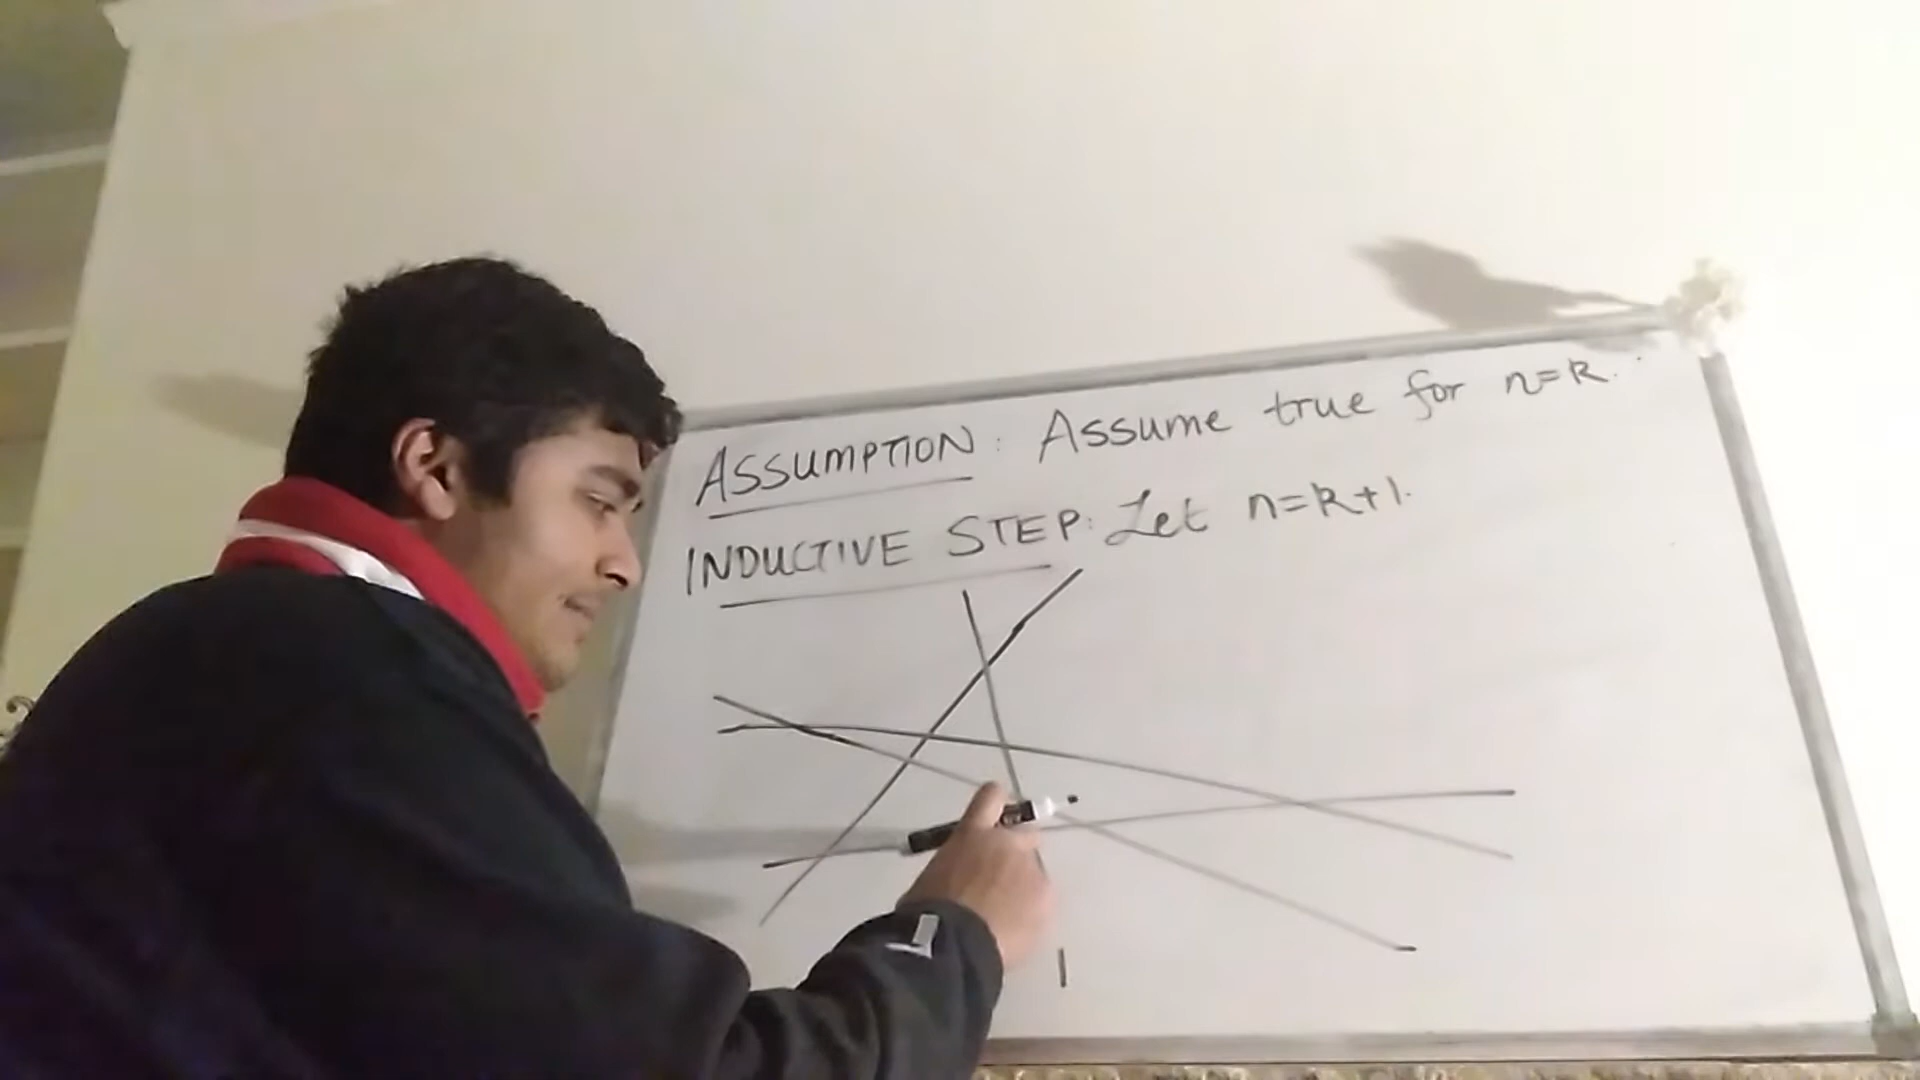 ASSUMPTION: Assume true for n=k.
INDUCTIVE STEP: Let n=k+1.